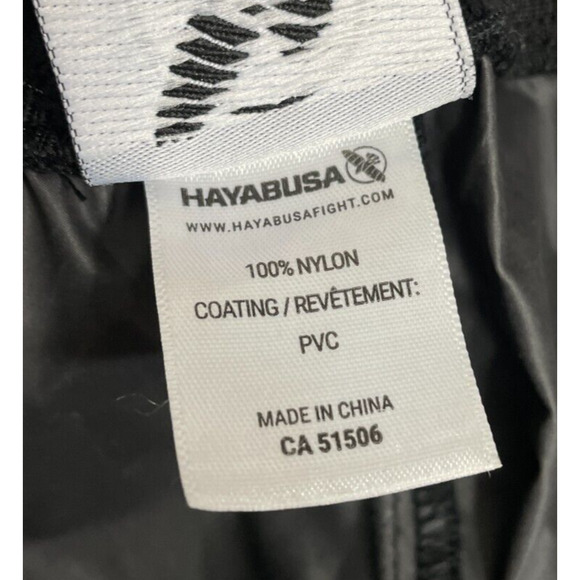 HAYABUSA
WWW.HAYABUSAFIGHT.COM
100% NYLON
COATING / REVÊTEMENT:
PVC
MADE IN CHINA
CA 51506